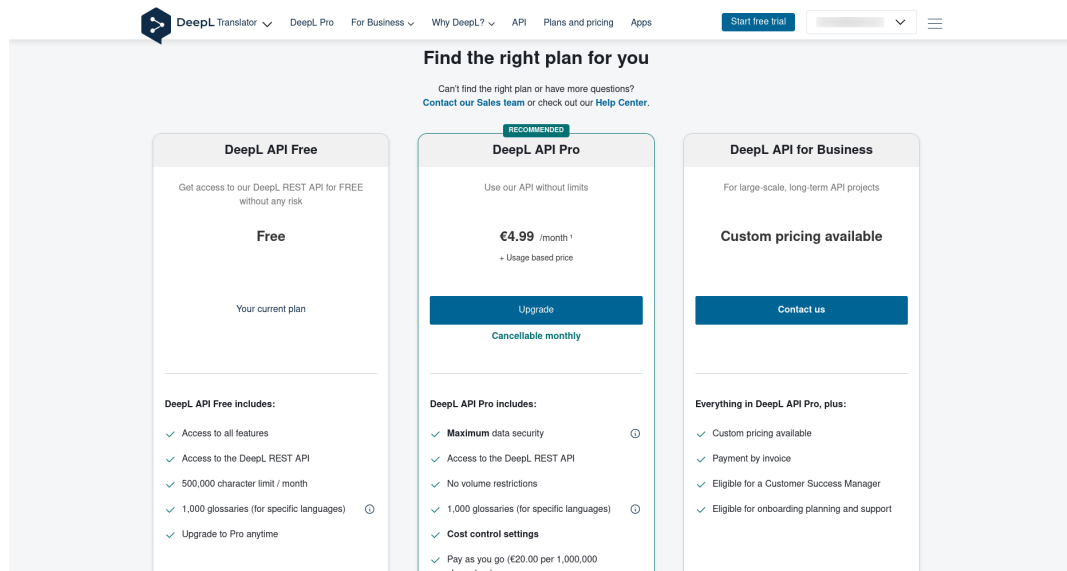 DeepL Translator
DeepL Pro
For Business
Why DeepL?
API
Plans and pricing
Apps
Start free trial
Find the right plan for you
Can't find the right plan or have more questions?
Contact our Sales team or check out our Help Center.
DeepL API Free
Get access to our DeepL REST API for FREE
without any risk
Free
Your current plan
DeepL API Free includes:
Access to all features
Access to the DeepL REST API
500,000 character limit / month
1,000 glossaries (for specific languages)
Upgrade to Pro anytime
RECOMMENDED
DeepL API Pro
Use our API without limits
€4.99 /month ¹
+ Usage based price
Upgrade
Cancellable monthly
DeepL API Pro includes:
Maximum data security
Access to the DeepL REST API
No volume restrictions
1,000 glossaries (for specific languages)
Cost control settings
Pay as you go (€20.00 per 1,000,000
DeepL API for Business
For large-scale, long-term API projects
Custom pricing available
Contact us
Everything in DeepL API Pro, plus:
Custom pricing available
Payment by invoice
Eligible for a Customer Success Manager
Eligible for onboarding planning and support